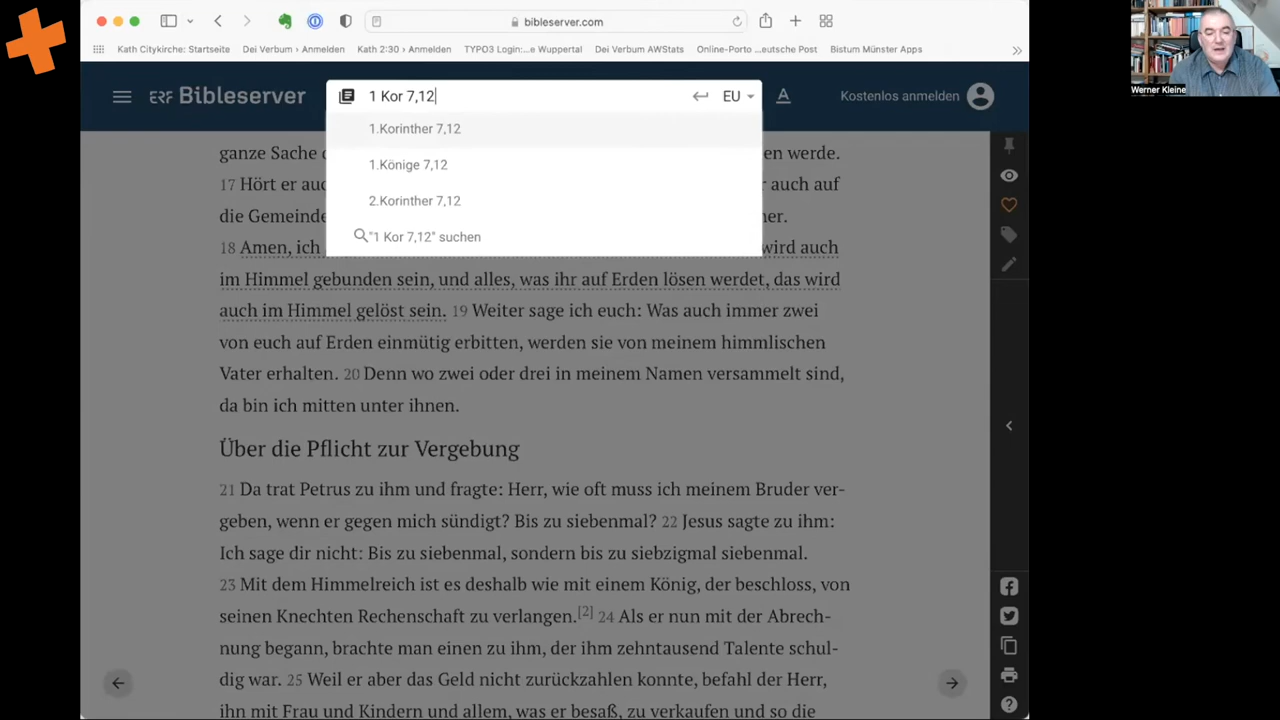 bibleserver.com
Kath Citykirche: Startseite Dei Verbum › Anmelden Kath 2:30 › Anmelden TYPO3 Login:...e Wuppertal Dei Verbum AWStats Online-Porto ...eutsche Post Bistum Münster Apps
Werner Kleine
ERF Bibleserver 1 Kor 7,12 EU A Kostenlos anmelden
1.Korinther 7,12
1.Könige 7,12
2.Korinther 7,12
"1 Kor 7,12" suchen
ganze Sache en werde.
17 Hört er auc r auch auf
die Gemeinde ner.
18 Amen, ich wird auch
im Himmel gebunden sein, und alles, was ihr auf Erden lösen werdet, das wird
auch im Himmel gelöst sein. 19 Weiter sage ich euch: Was auch immer zwei
von euch auf Erden einmütig erbitten, werden sie von meinem himmlischen
Vater erhalten. 20 Denn wo zwei oder drei in meinem Namen versammelt sind,
da bin ich mitten unter ihnen.
Über die Pflicht zur Vergebung
21 Da trat Petrus zu ihm und fragte: Herr, wie oft muss ich meinem Bruder ver-
geben, wenn er gegen mich sündigt? Bis zu siebenmal? 22 Jesus sagte zu ihm:
Ich sage dir nicht: Bis zu siebenmal, sondern bis zu siebzigmal siebenmal.
23 Mit dem Himmelreich ist es deshalb wie mit einem König, der beschloss, von
seinen Knechten Rechenschaft zu verlangen.[2] 24 Als er nun mit der Abrech-
nung begann, brachte man einen zu ihm, der ihm zehntausend Talente schul-
dig war. 25 Weil er aber das Geld nicht zurückzahlen konnte, befahl der Herr,
ihn mit Frau und Kindern und allem, was er besaß, zu verkaufen und so die